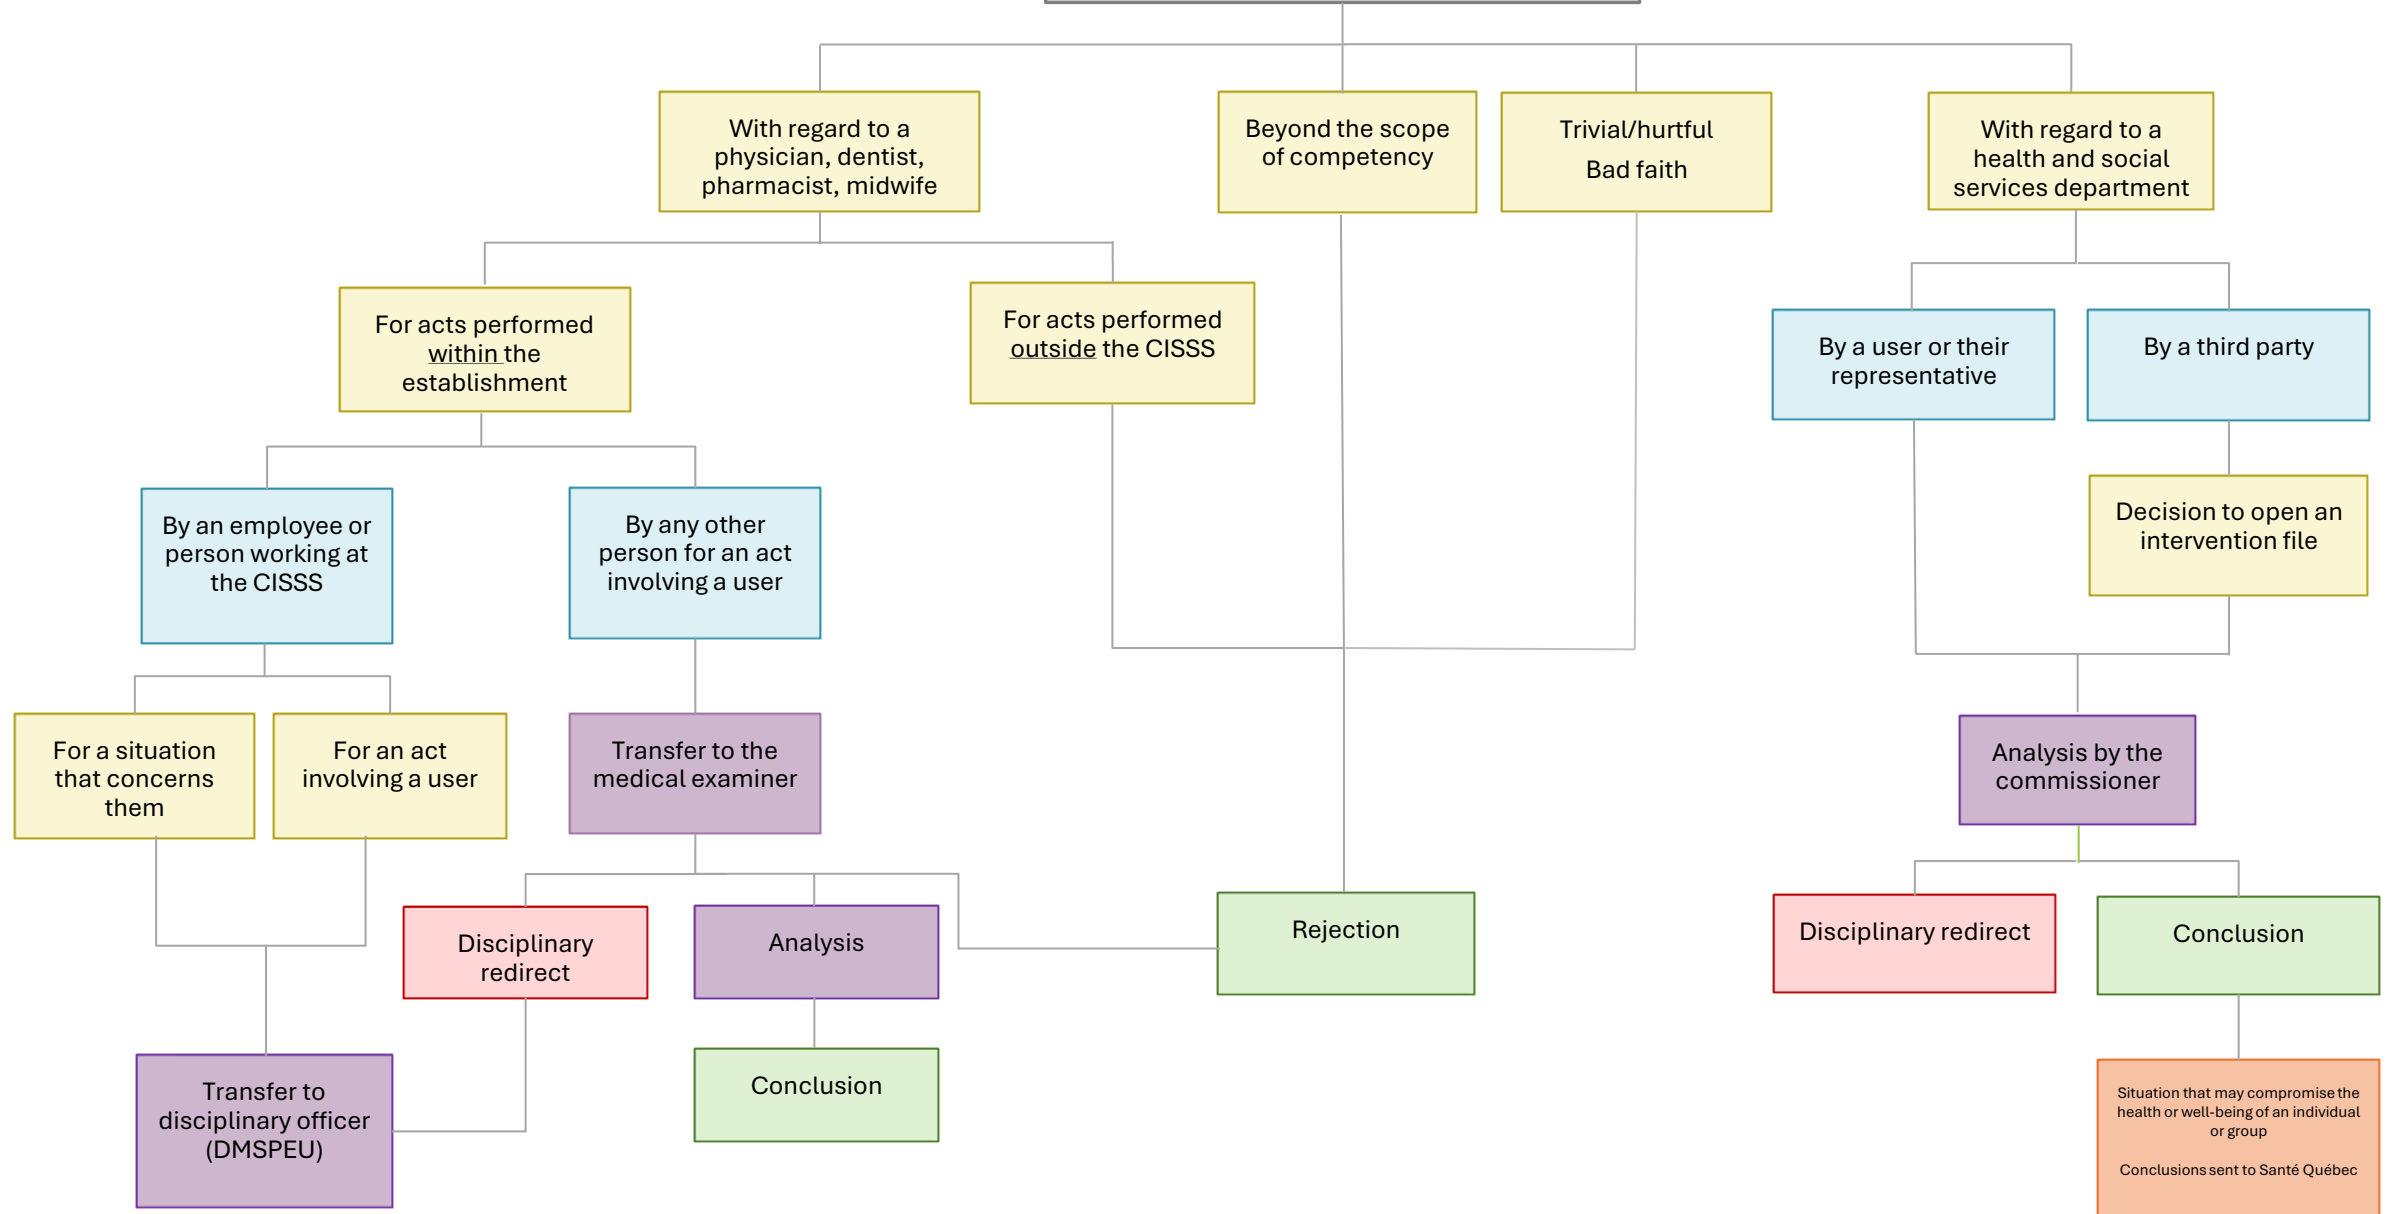 With regard to a
physician, dentist,
pharmacist, midwife
Beyond the scope
of competency
Trivial/hurtful
Bad faith
With regard to a
health and social
services department
For acts performed
within the
establishment
For acts performed
outside the CISSS
By a user or their
representative
By a third party
By an employee or
person working at
the CISSS
By any other
person for an act
involving a user
Decision to open an
intervention file
For a situation
that concerns
them
For an act
involving a user
Transfer to the
medical examiner
Analysis by the
commissioner
Disciplinary
redirect
Analysis
Rejection
Disciplinary redirect
Conclusion
Transfer to
disciplinary officer
(DMSPEU)
Conclusion
Situation that may compromise the
health or well-being of an individual
or group
Conclusions sent to Santé Québec